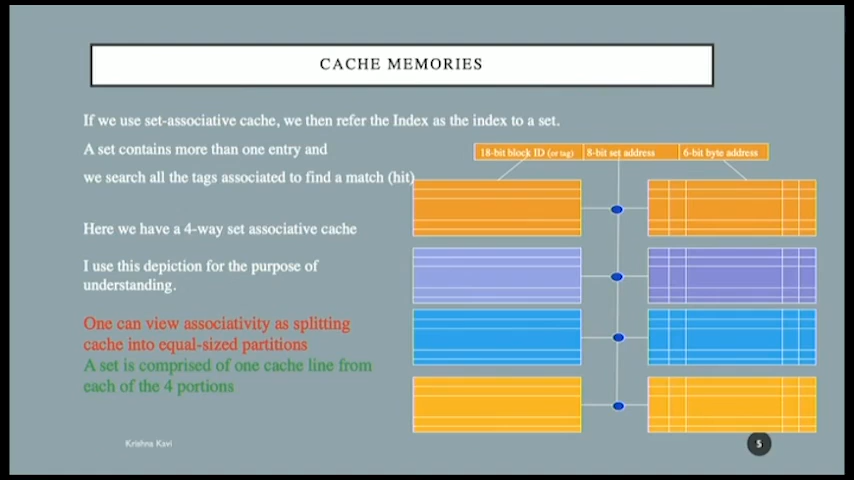 CACHE MEMORIES
If we use set-associative cache, we then refer the Index as the index to a set.
A set contains more than one entry and
we search all the tags associated to find a match (hit)
18-bit block ID (or tag) 8-bit set address 6-bit byte address
Here we have a 4-way set associative cache
I use this depiction for the purpose of
understanding.
One can view associativity as splitting
cache into equal-sized partitions
A set is comprised of one cache line from
each of the 4 portions
Krishna Kavi
5